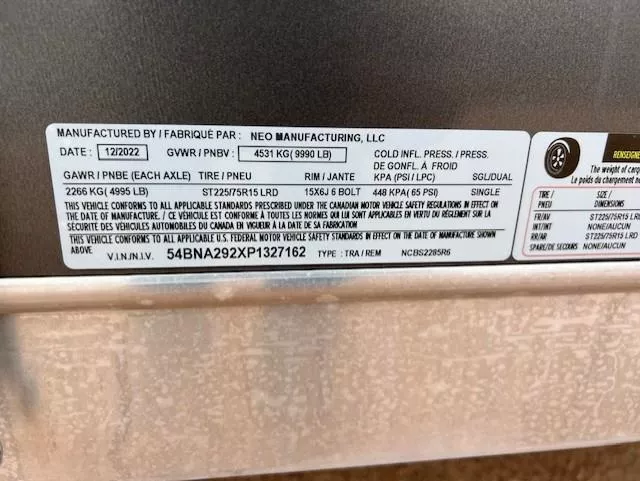 MANUFACTURED BY / FABRIQUÉ PAR : NEO MANUFACTURING, LLC
DATE : 12/2022 GVWR / PNBV : 4531 KG( 9990 LB) COLD INFL. PRESS. / PRESS. DE GONFL. À FROID
GAWR / PNBE (EACH AXLE) TIRE / PNEU RIM / JANTE KPA (PSI / LPC) SGL/DUAL
2266 KG( 4995 LB) ST225/75R15 LRD 15X6J 6 BOLT 448 KPA( 65 PSI) SINGLE
THIS VEHICLE CONFORMS TO ALL APPLICABLE STANDARDS PRESCRIBED UNDER THE CANADIAN MOTOR VEHICLE SAFETY REGULATIONS IN EFFECT ON
THE DATE OF MANUFACTURE. / CE VÉHICULE EST CONFORME À TOUTES LES NORMES QUI LUI SONT APPLICABLES EN VERTU DU RÈGLEMENT SUR LA
SÉCURITÉ DES VÉHICULES AUTOMOBILES DU CANADA EN VIGUEUR À LA DATE DE SA FABRICATION
THIS VEHICLE CONFORMS TO ALL APPLICABLE U.S. FEDERAL MOTOR VEHICLE SAFETY STANDARDS IN EFFECT ON THE DATE OF MANUFACTURE SHOWN
ABOVE
V.I.N./N.I.V. 54BNA292XP1327162 TYPE : TRA / REM NCBS2285R6
RENSEIGNE
The weight of carg
Le poids du chargement n
TIRE / PNEU SIZE / DIMENSIONS
FR/AV ST225/75R15 LR
INT/INT NONE/AUCUN
RR/AR ST225/75R15 LRD
SPARE/DE SECOURS NONE/AUCUN